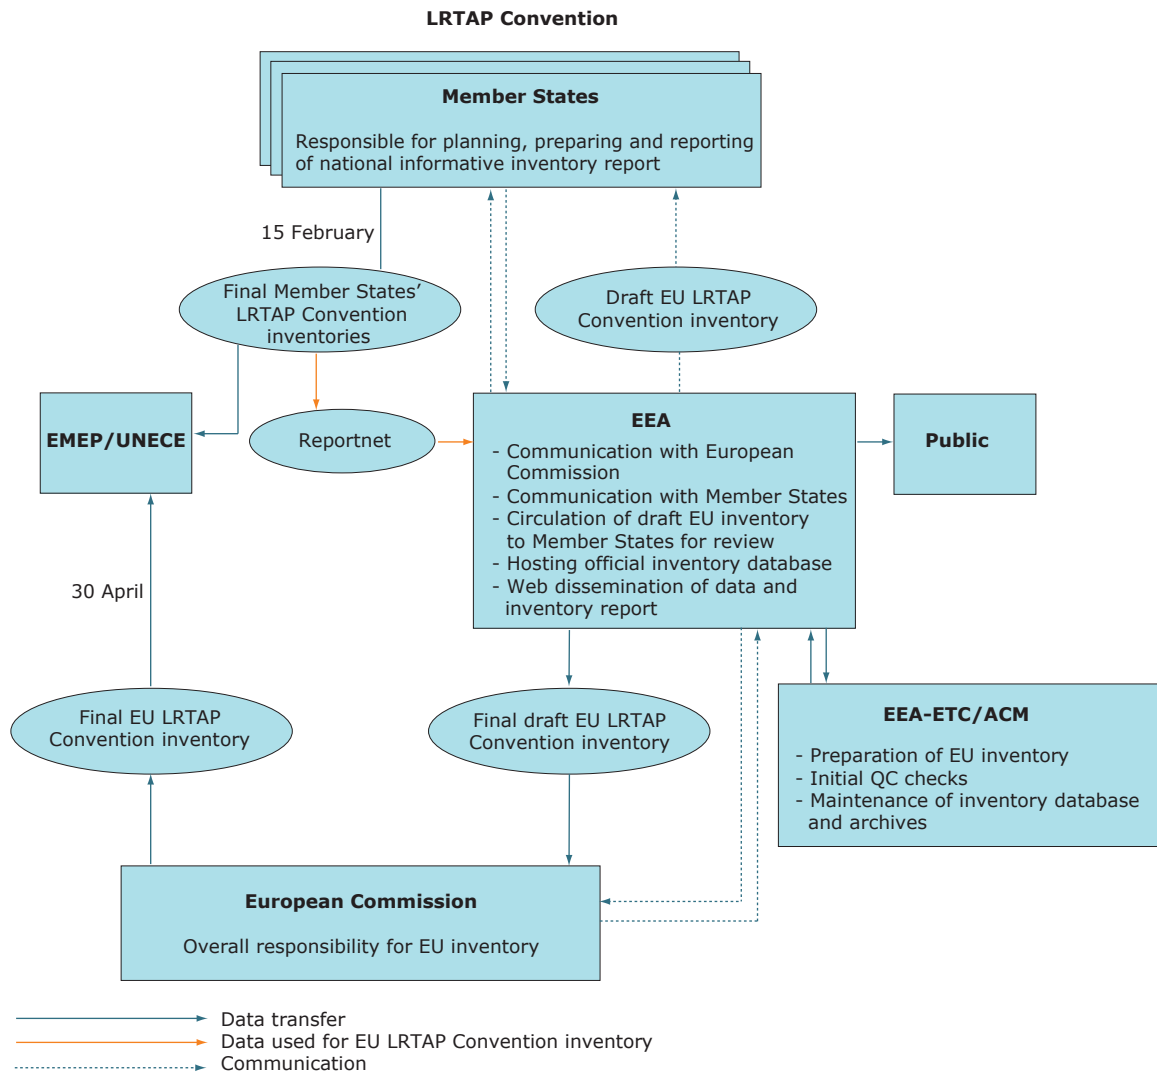 LRTAP Convention
Member States
Responsible for planning, preparing and reporting
of national informative inventory report
15 February
Final Member States’
LRTAP Convention
inventories
Draft EU LRTAP
Convention inventory
EMEP/UNECE
Reportnet
EEA
- Communication with European
Commission
- Communication with Member States
- Circulation of draft EU inventory
to Member States for review
- Hosting official inventory database
- Web dissemination of data and
inventory report
Public
30 April
Final EU LRTAP
Convention inventory
Final draft EU LRTAP
Convention inventory
EEA-ETC/ACM
- Preparation of EU inventory
- Initial QC checks
- Maintenance of inventory database
and archives
European Commission
Overall responsibility for EU inventory
Data transfer
Data used for EU LRTAP Convention inventory
Communication